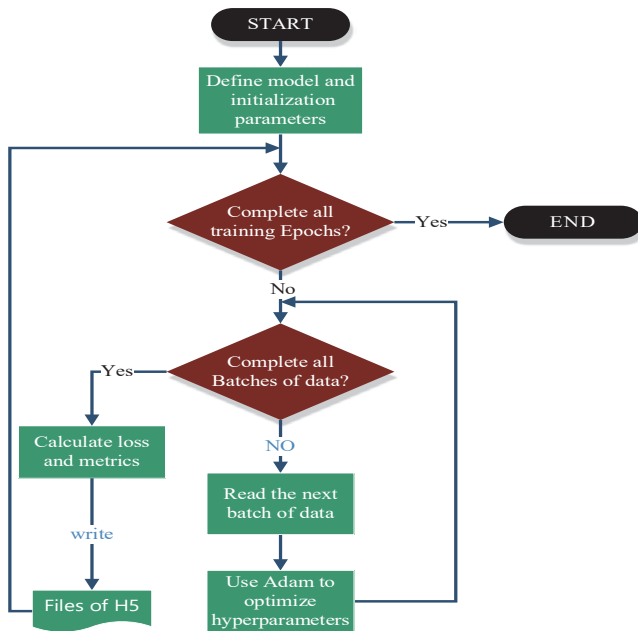 START
Define model and
initialization
parameters
Complete all
training Epochs?
Yes
END
No
Complete all
Batches of data?
Yes
Calculate loss
and metrics
NO
Read the next
batch of data
write
Files of H5
Use Adam to
optimize
hyperparameters